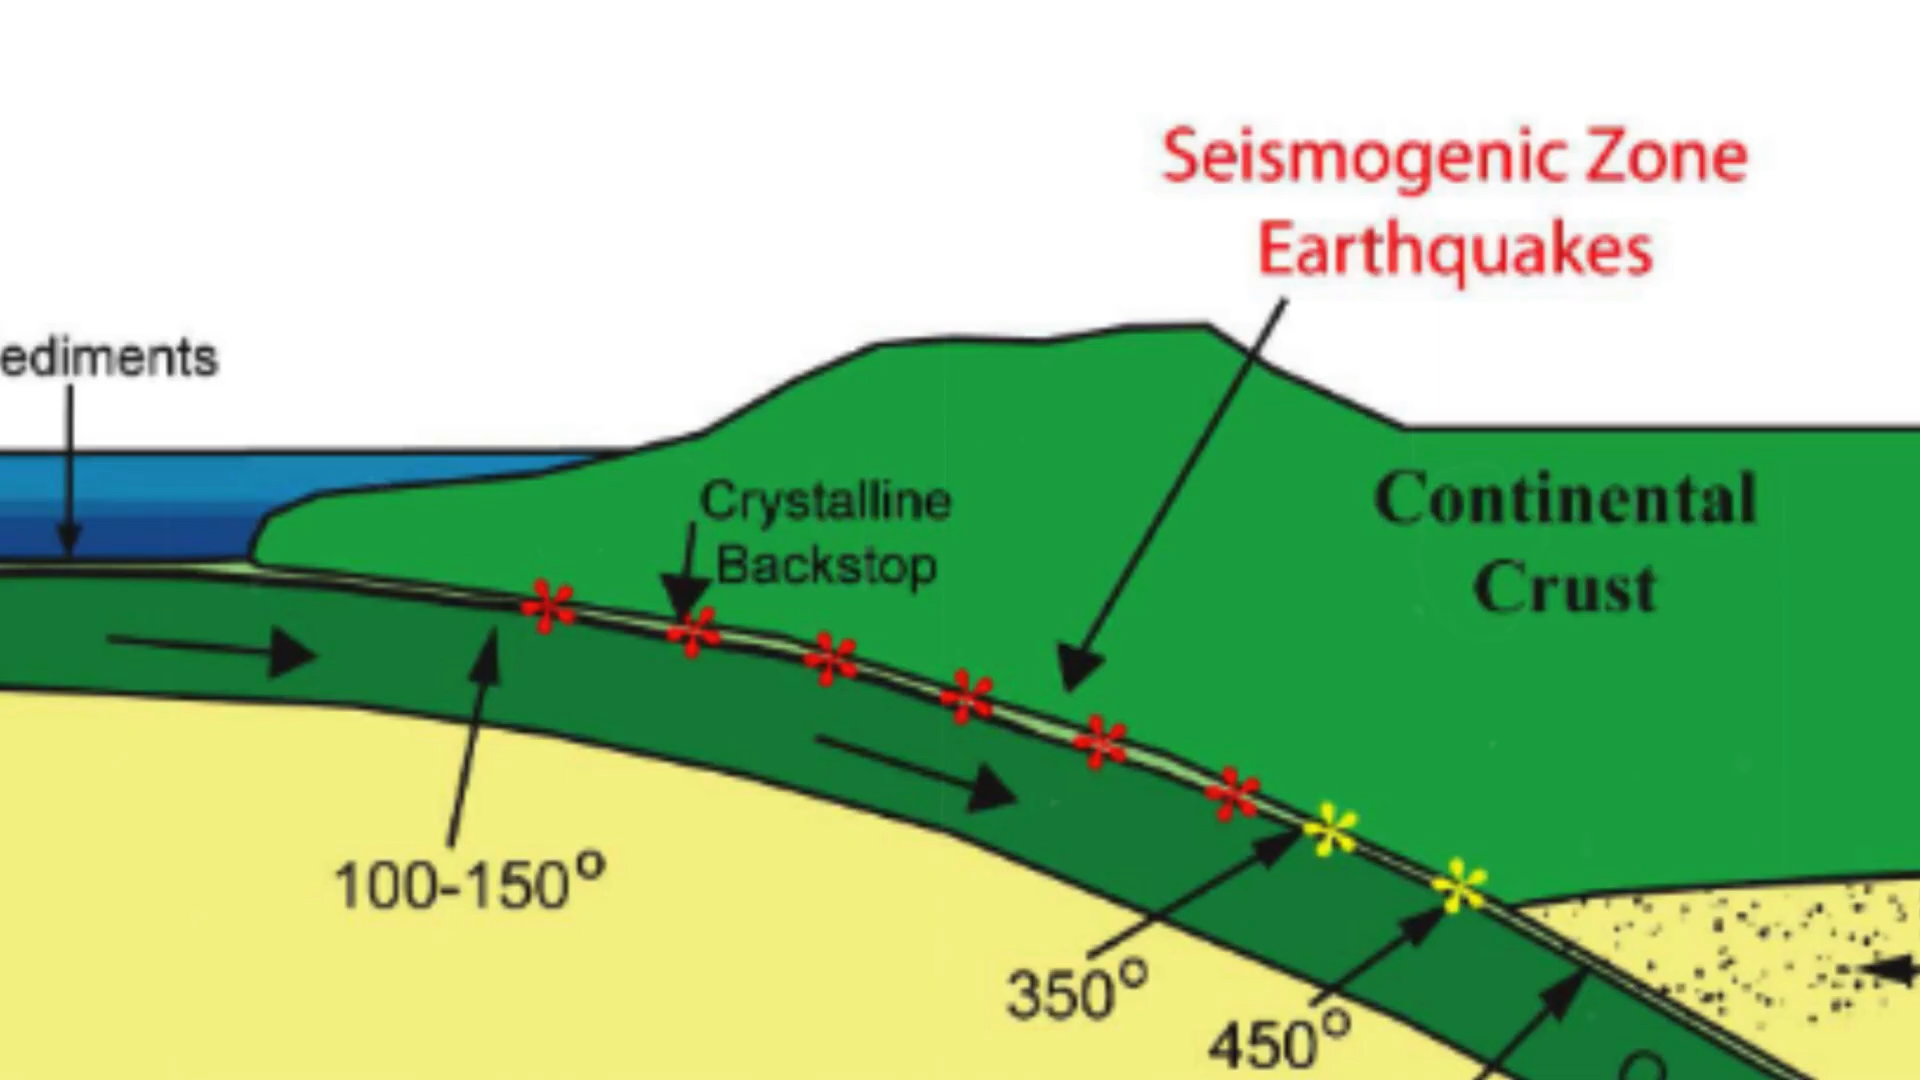 Seismogenic Zone
Earthquakes
ediments
Crystalline
Backstop
Continental
Crust
100-150°
350°
450°